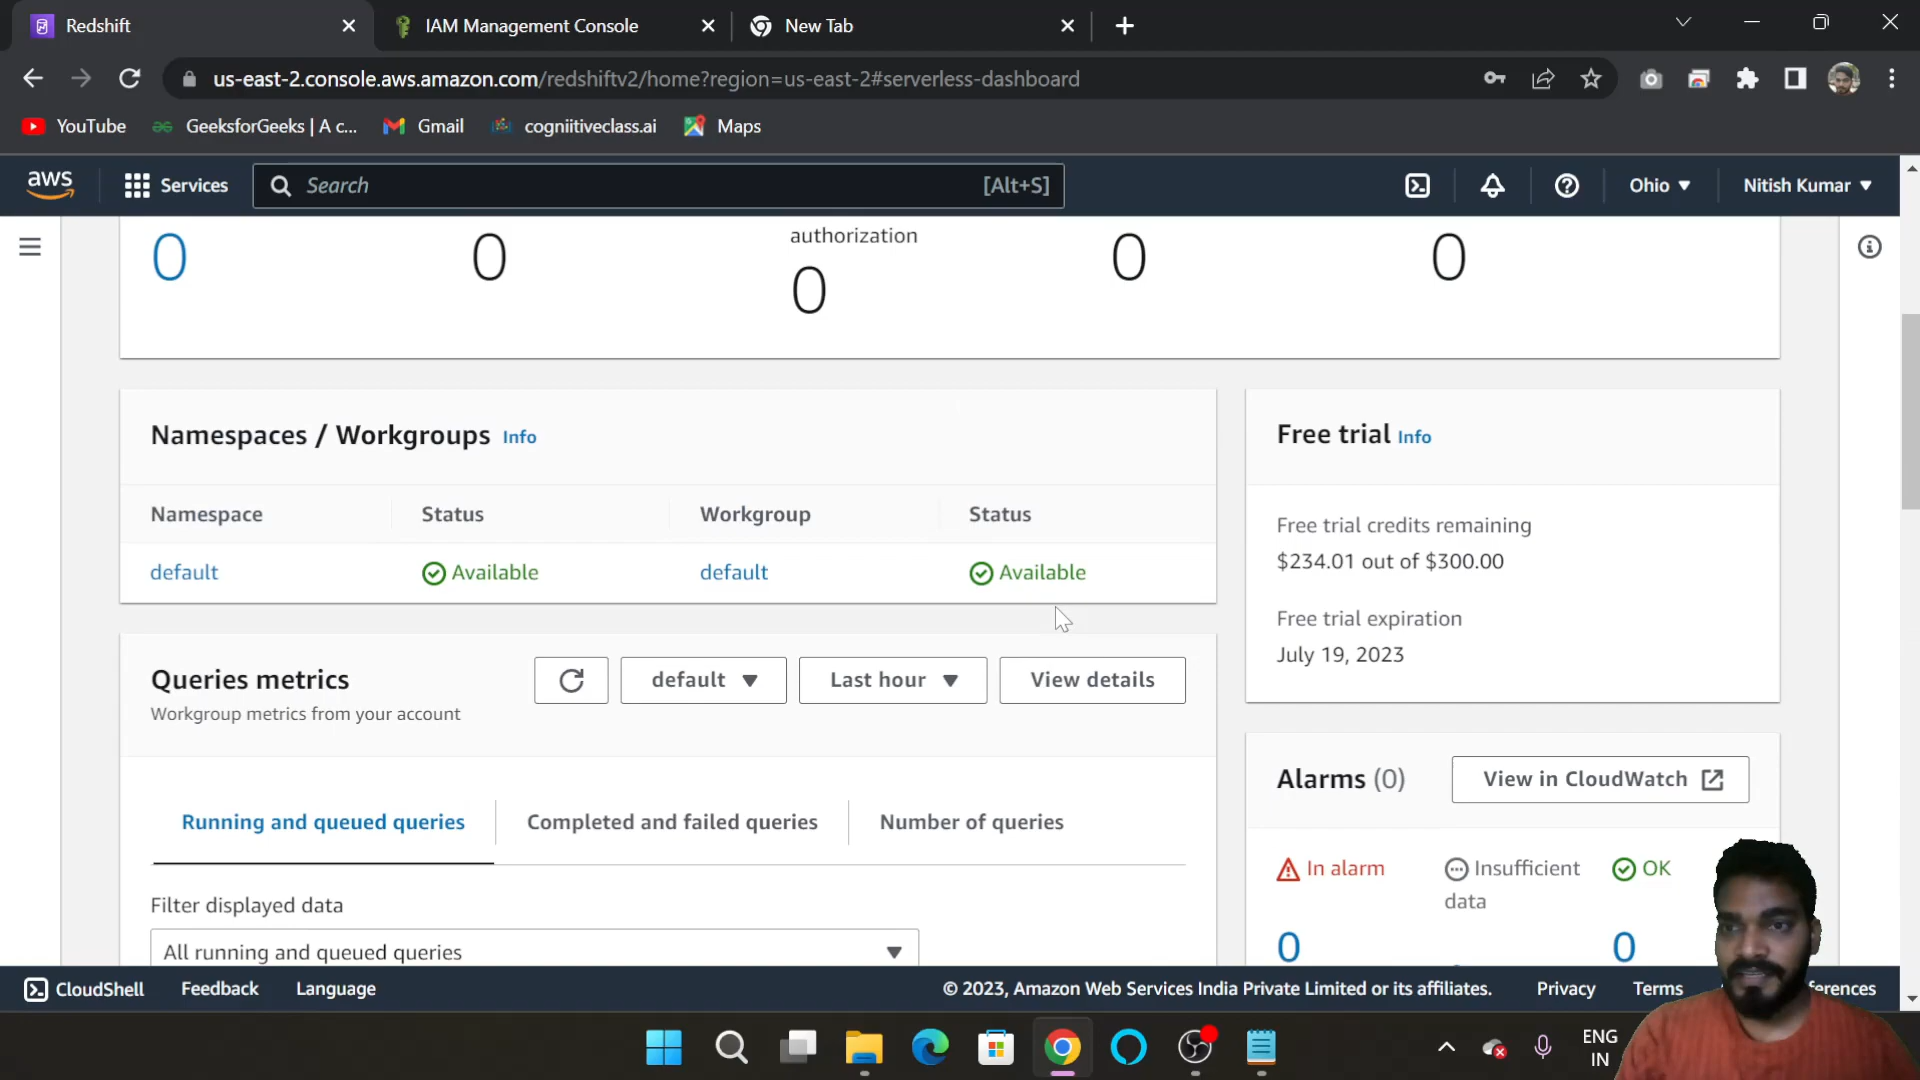 Redshift
IAM Management Console
New Tab
us-east-2.console.aws.amazon.com/redshiftv2/home?region=us-east-2#serverless-dashboard
YouTube
GeeksforGeeks | A c...
Gmail
cogniitiveclass.ai
Maps
aws
Services
Search
[Alt+S]
Ohio
Nitish Kumar
authorization
0
0
0
0
0
Namespaces / Workgroups Info
Namespace
Status
Workgroup
Status
default
Available
default
Available
Free trial Info
Free trial credits remaining
$234.01 out of $300.00
Free trial expiration
July 19, 2023
Queries metrics
Workgroup metrics from your account
default
Last hour
View details
Running and queued queries
Completed and failed queries
Number of queries
Filter displayed data
All running and queued queries
Alarms (0)
View in CloudWatch
In alarm
Insufficient
data
OK
0
0
CloudShell
Feedback
Language
© 2023, Amazon Web Services India Private Limited or its affiliates.
Privacy
Terms
ferences
ENG
IN